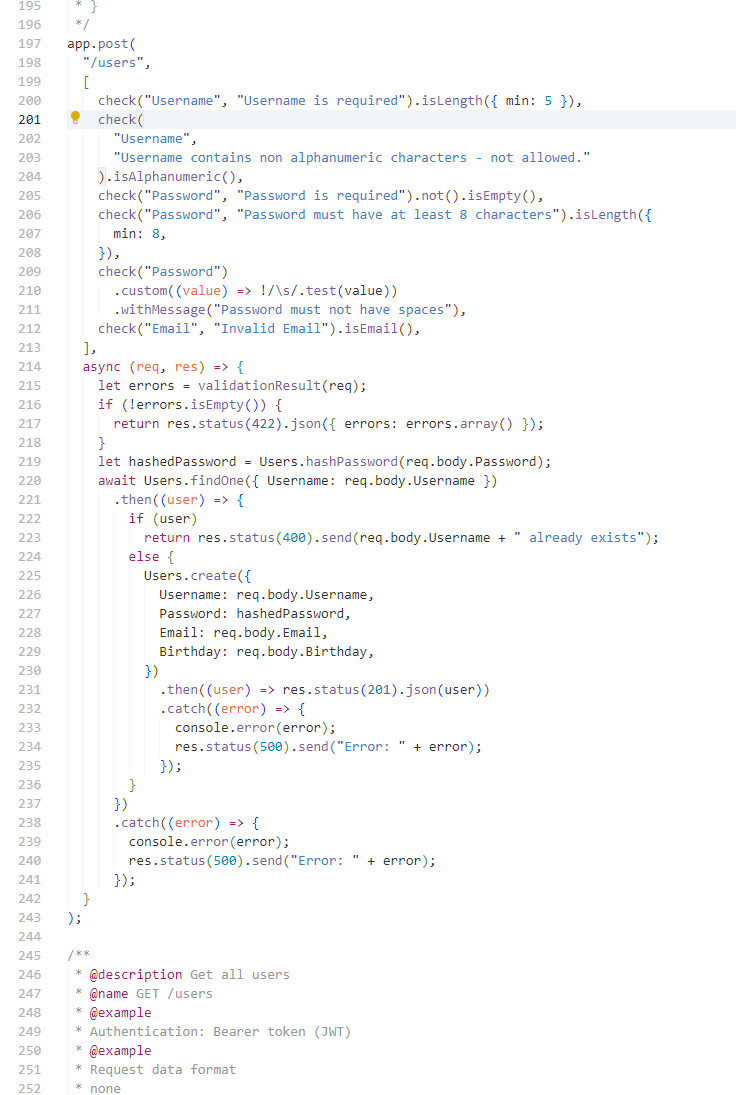 195 * }
196 */
197 app.post(
198 "/users",
199 [
200 check("Username", "Username is required").isLength({ min: 5 }),
201 check(
202 "Username",
203 "Username contains non alphanumeric characters - not allowed."
204 ).isAlphanumeric(),
205 check("Password", "Password is required").not().isEmpty(),
206 check("Password", "Password must have at least 8 characters").isLength({
207 min: 8,
208 }),
209 check("Password")
210 .custom((value) => !/\s/.test(value))
211 .withMessage("Password must not have spaces"),
212 check("Email", "Invalid Email").isEmail(),
213 ],
214 async (req, res) => {
215 let errors = validationResult(req);
216 if (!errors.isEmpty()) {
217 return res.status(422).json({ errors: errors.array() });
218 }
219 let hashedPassword = Users.hashPassword(req.body.Password);
220 await Users.findOne({ Username: req.body.Username })
221 .then((user) => {
222 if (user)
223 return res.status(400).send(req.body.Username + " already exists");
224 else {
225 Users.create({
226 Username: req.body.Username,
227 Password: hashedPassword,
228 Email: req.body.Email,
229 Birthday: req.body.Birthday,
230 })
231 .then((user) => res.status(201).json(user))
232 .catch((error) => {
233 console.error(error);
234 res.status(500).send("Error: " + error);
235 });
236 }
237 })
238 .catch((error) => {
239 console.error(error);
240 res.status(500).send("Error: " + error);
241 });
242 }
243 );
244
245 /**
246 * @description Get all users
247 * @name GET /users
248 * @example
249 * Authentication: Bearer token (JWT)
250 * @example
251 * Request data format
252 * none